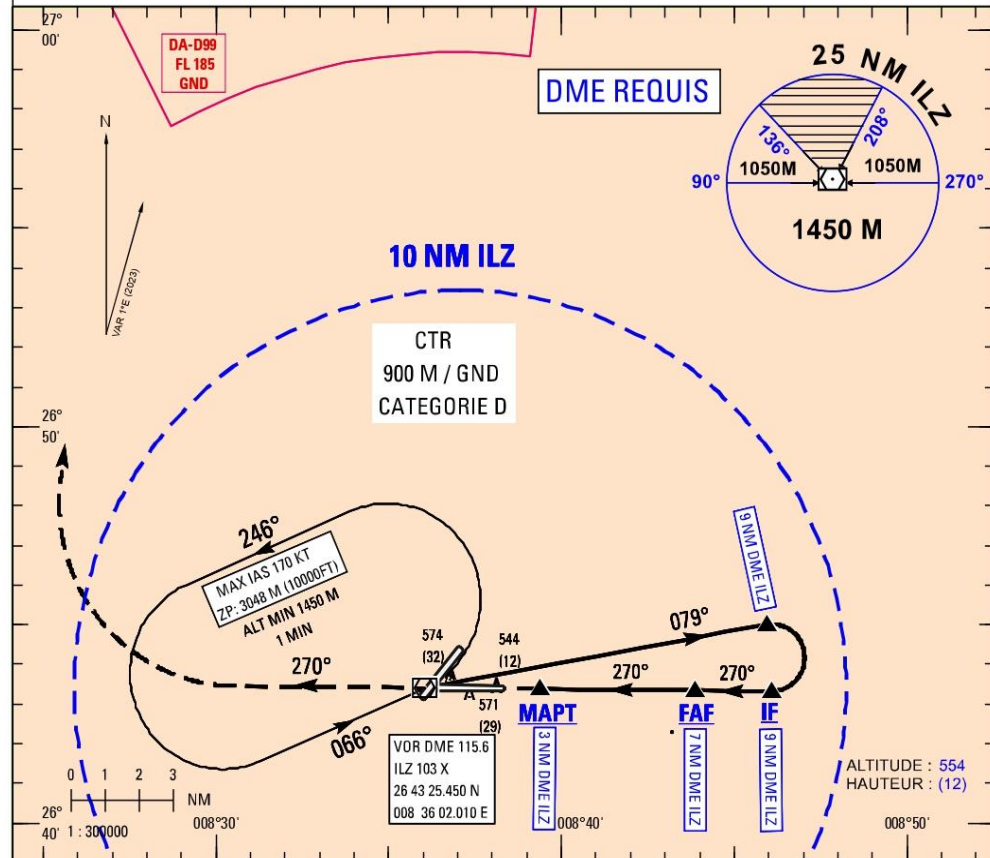 27°
00'
DA-D99
FL 185
GND
DME REQUIS
25 NM ILZ
136°
208°
1050M
1050M
90°
270°
1450 M
N
VAR 1°E (2023)
10 NM ILZ
CTR
900 M / GND
CATEGORIE D
26°
50'
246°
MAX IAS 170 KT
ZP: 3048 M (10000FT)
ALT MIN 1450 M
1 MIN
9 NM DME ILZ
079°
574
(32)
544
(12)
270°
270°
270°
A
571
(29)
MAPT
FAF
IF
066°
3 NM DME ILZ
7 NM DME ILZ
9 NM DME ILZ
VOR DME 115.6
ILZ 103 X
26 43 25.450 N
008 36 02.010 E
ALTITUDE : 554
HAUTEUR : (12)
0 1 2 3
NM
1 : 300000
26°
40'
008°30'
008°40'
008°50'